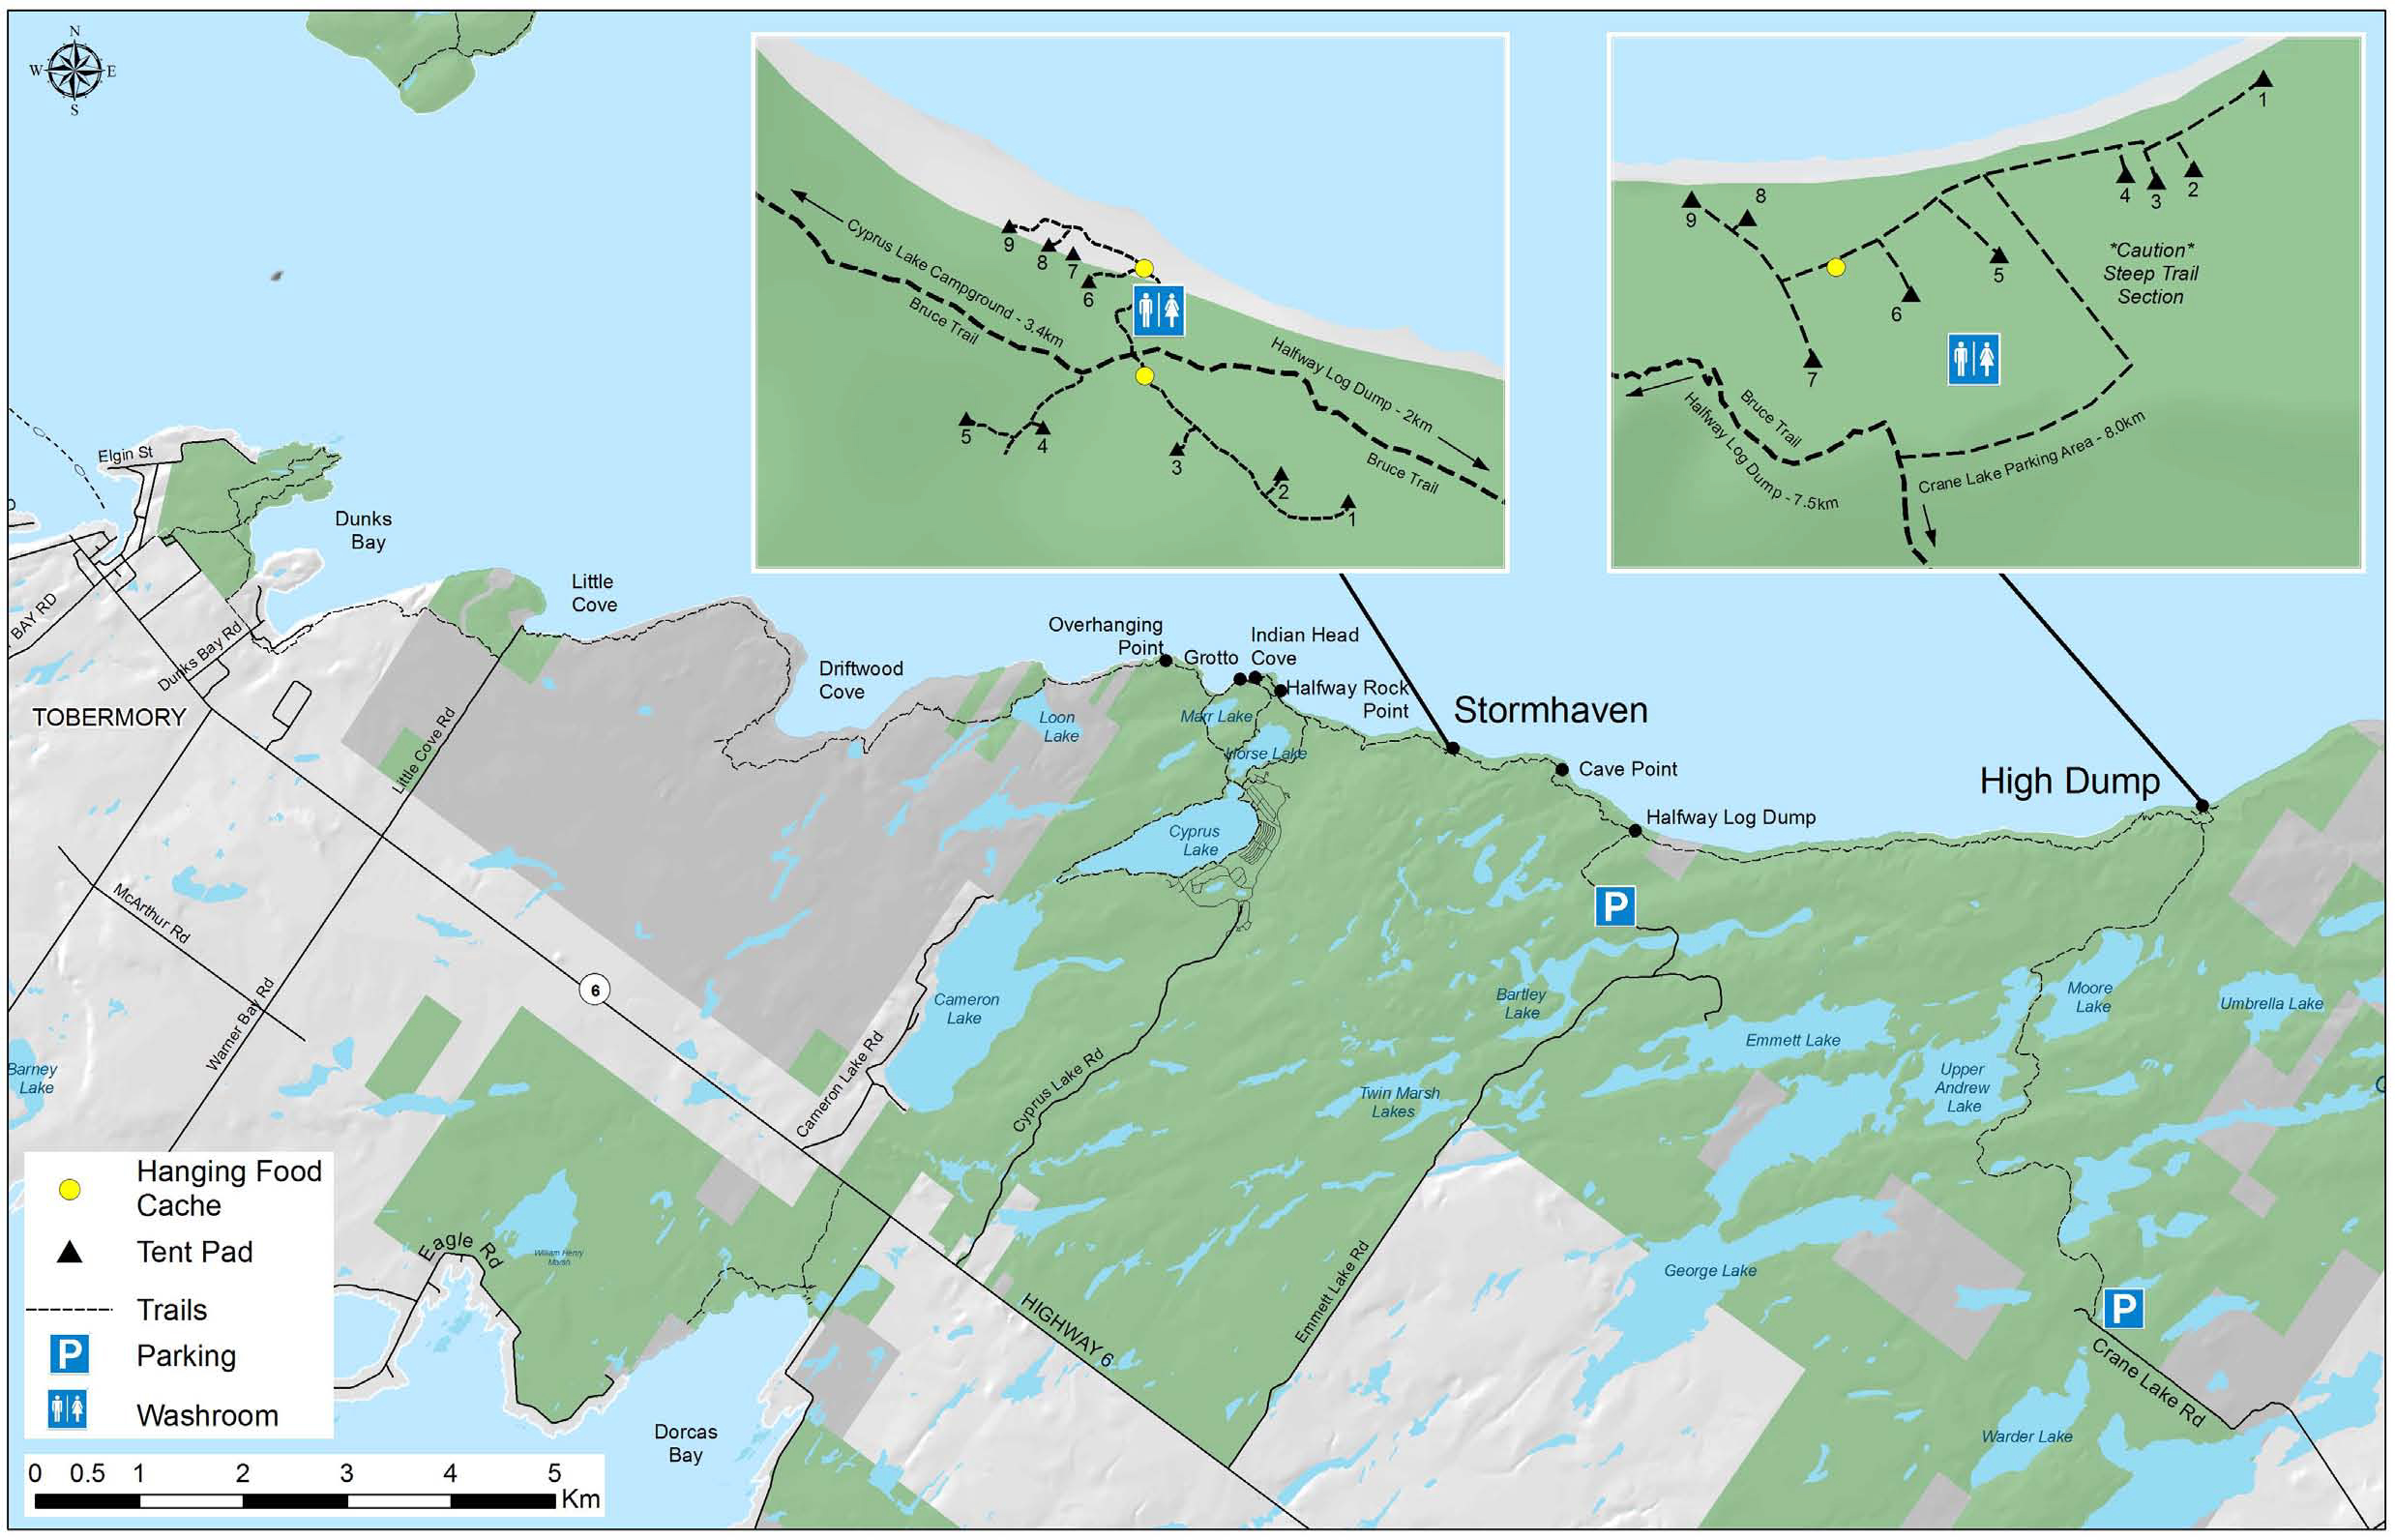 N
W E
S
Cyprus Lake Campground - 3.4km
Bruce Trail
Halfway Log Dump - 2km
Bruce Trail
9
8
7
6
5
4
3
2
1
1
2
3
4
5
6
7
8
9
*Caution*
Steep Trail
Section
Bruce Trail
Halfway Log Dump - 7.5km
Crane Lake Parking Area - 8.0km
Elgin St
Dunks
Bay
BAY RD
Dunks Bay Rd
TOBERMORY
Little
Cove
Little Cove Rd
Driftwood
Cove
Overhanging
Point
Grotto
Indian Head
Cove
Halfway Rock
Point
Stormhaven
Cave Point
Halfway Log Dump
High Dump
Loon
Lake
Marr Lake
Horse Lake
Cyprus
Lake
P
McArthur Rd
Warner Bay Rd
6
Cameron
Lake
Cameron Lake Rd
Cyprus Lake Rd
Bartley
Lake
Emmett Lake
Moore
Lake
Umbrella Lake
Upper
Andrew
Lake
Twin Marsh
Lakes
Barney
Lake
George Lake
Emmett Lake Rd
HIGHWAY 6
P
Crane Lake Rd
Warder Lake
Eagle Rd
William Henry
Marsh
Dorcas
Bay
Hanging Food
Cache
Tent Pad
Trails
P Parking
Washroom
0 0.5 1 2 3 4 5
Km